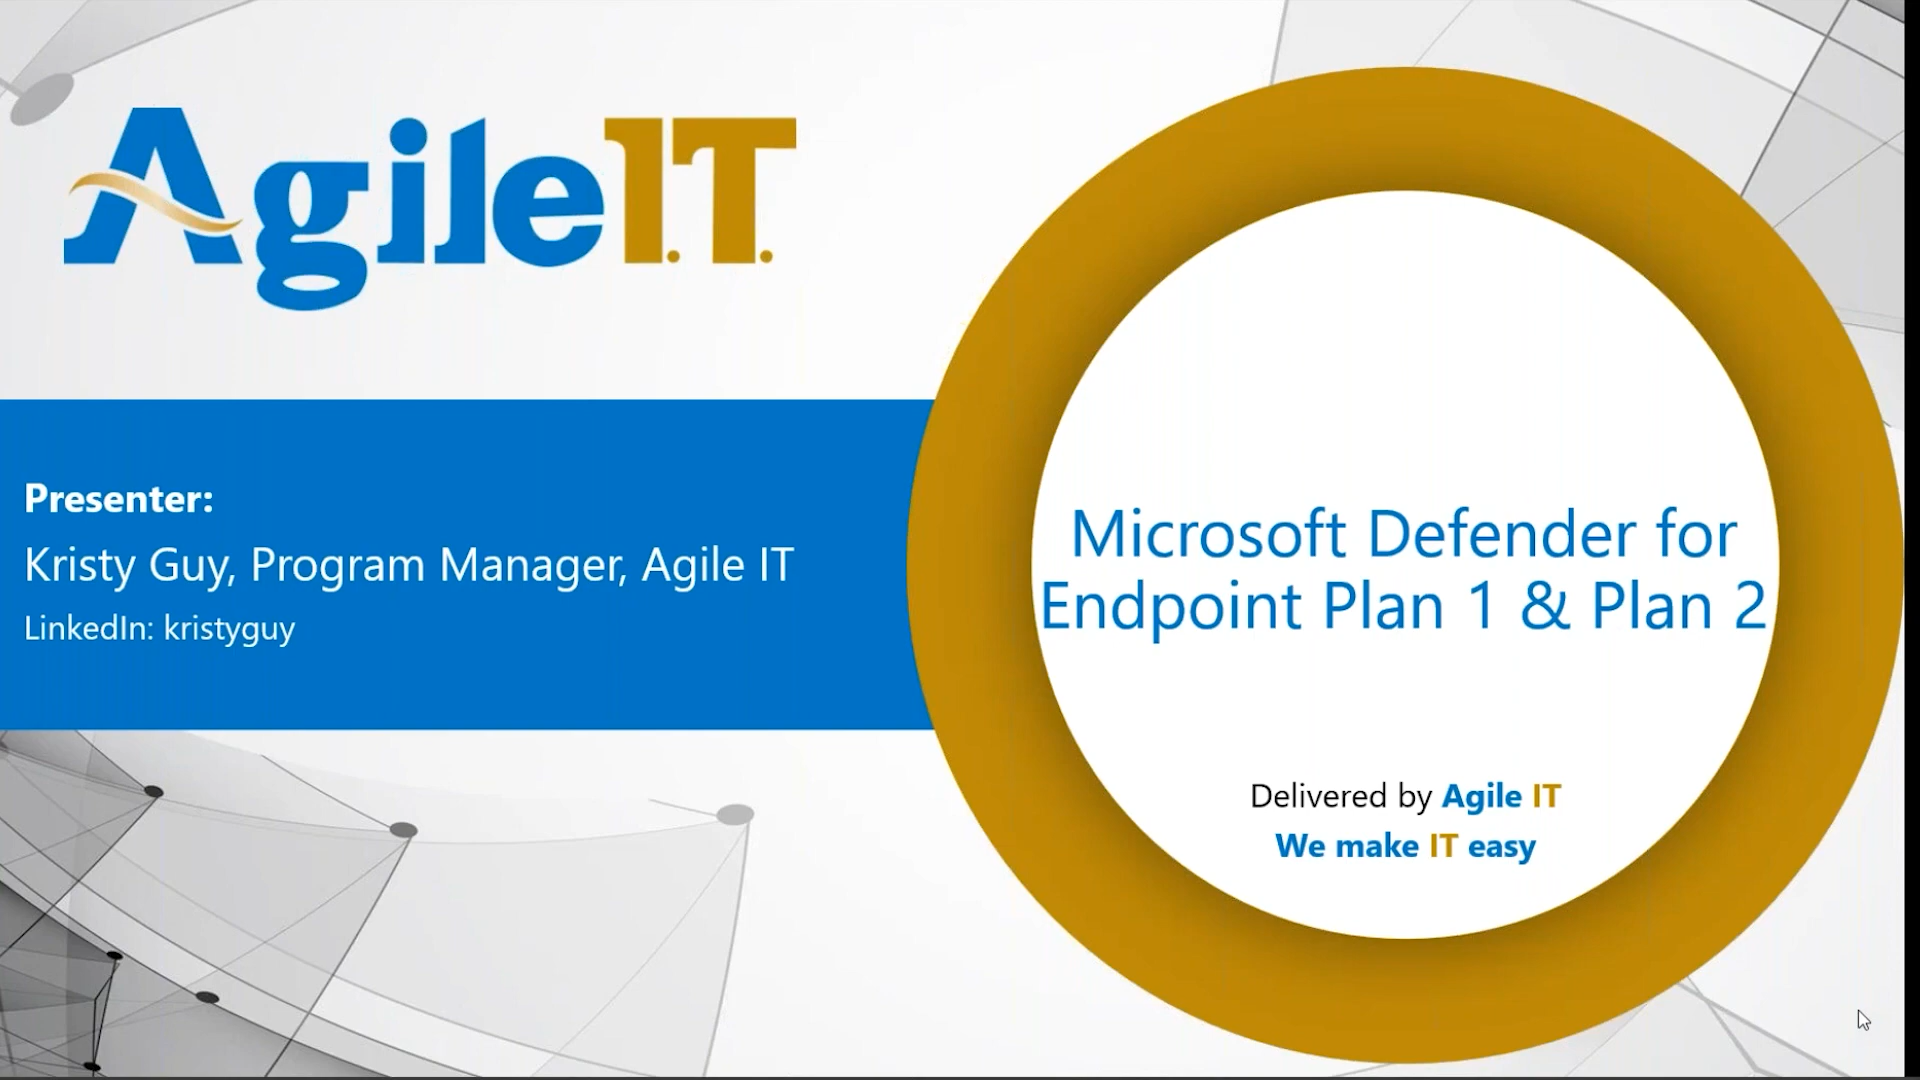 Agile I.T.
Presenter:
Kristy Guy, Program Manager, Agile IT
LinkedIn: kristyguy
Microsoft Defender for
Endpoint Plan 1 & Plan 2
Delivered by Agile IT
We make IT easy